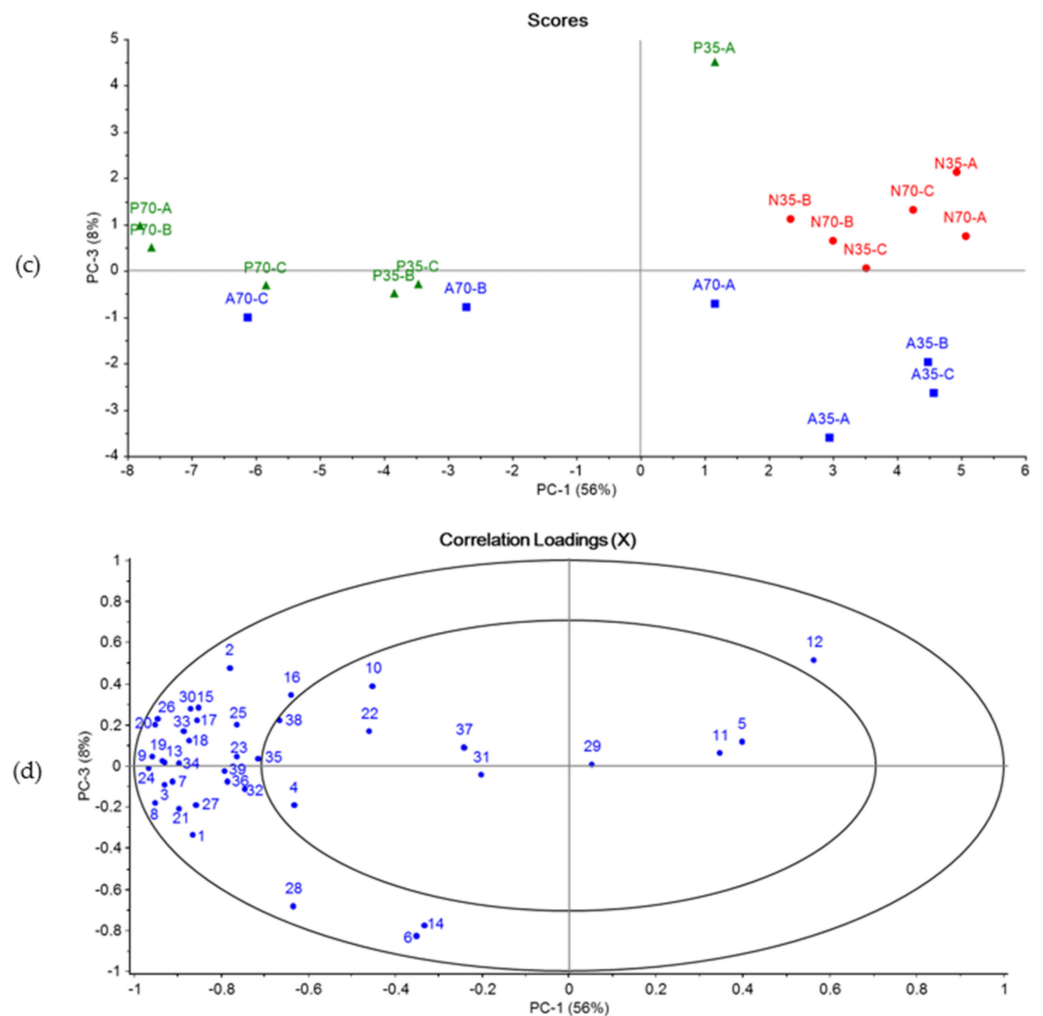 Scores
5
P35-A
4
3
N35-A
2
N70-C
N35-B
P70-A
N70-B
N70-A
1
P70-B
N35-C
PC-3 (8%)
(c)
P35-C
P70-C
P35-B
0
A70-B
A70-A
A70-C
-1
A35-B
-2
A35-C
-3
A35-A
-4
-8 -7 -6 -5 -4 -3 -2 -1 0 1 2 3 4 5 6
PC-1 (56%)
Correlation Loadings (X)
1
0.8
12
0.6
2
10
16
0.4
30 15
26
5
22
20 33 17 25 38
0.2
37
11
18
29
19 13 23
31
9 34 35
0
PC-3 (8%)
(d)
39
24 7 36
4
3 32
-0.2
8 27
21
1
-0.4
28
-0.6
14
-0.8
6
-1
-1 -0.8 -0.6 -0.4 -0.2 0 0.2 0.4 0.6 0.8 1
PC-1 (56%)